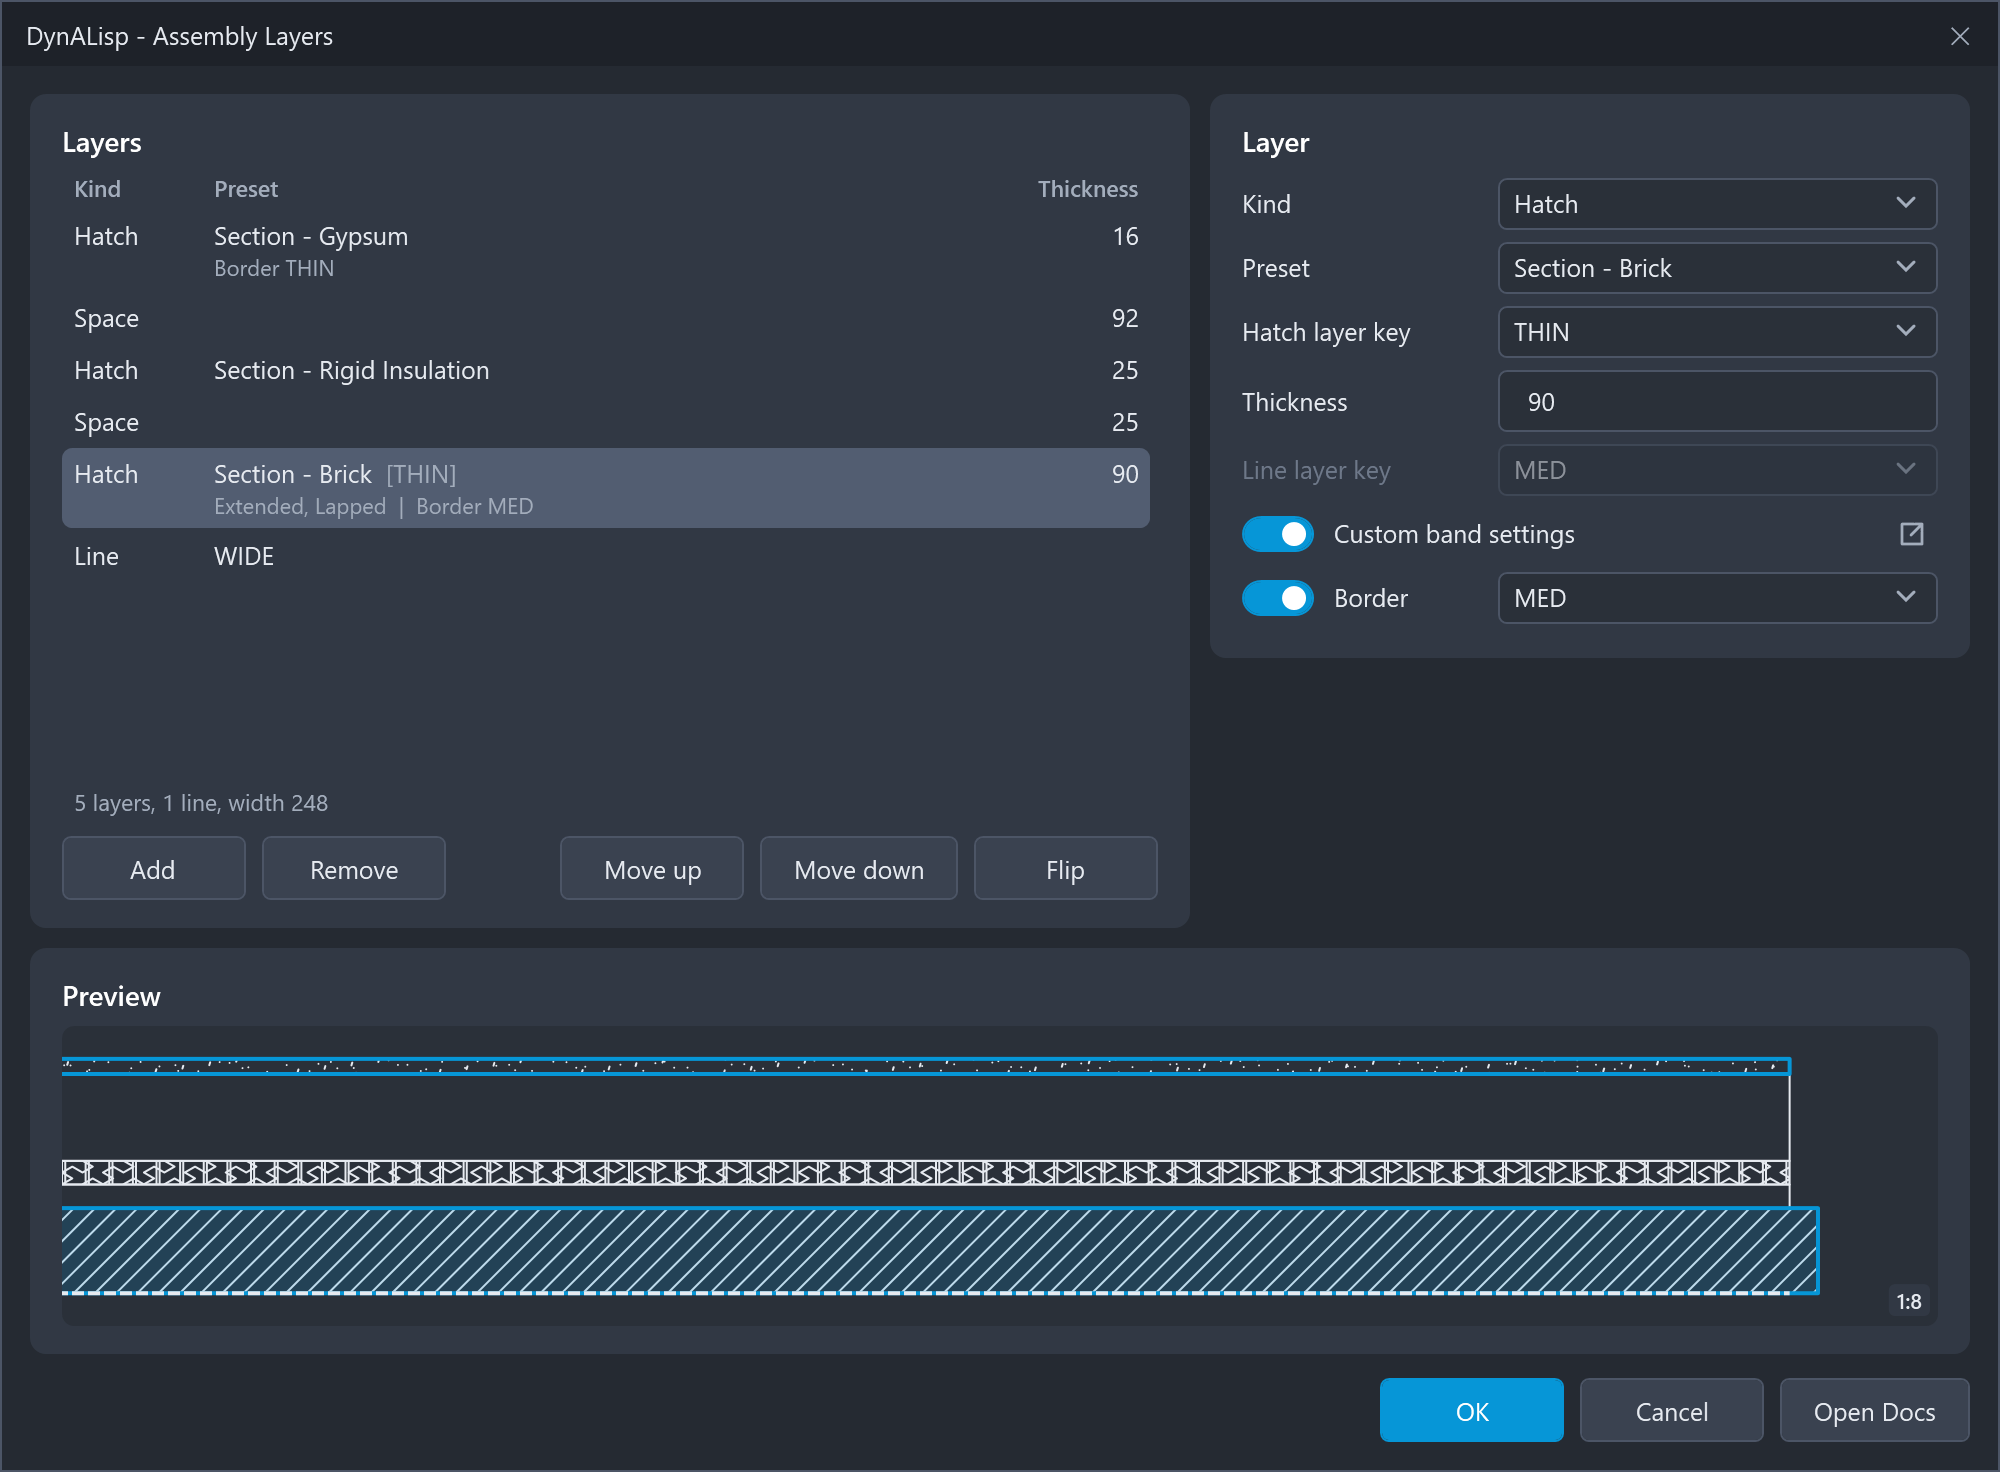 DynALisp - Assembly Layers
Layers
Kind Preset Thickness
Hatch Section - Gypsum 16
Border THIN
Space 92
Hatch Section - Rigid Insulation 25
Space 25
Hatch Section - Brick [THIN] 90
Extended, Lapped | Border MED
Line WIDE
5 layers, 1 line, width 248
Add Remove Move up Move down Flip
Layer
Kind Hatch
Preset Section - Brick
Hatch layer key THIN
Thickness 90
Line layer key MED
Custom band settings
Border MED
Preview
1:8
OK Cancel Open Docs